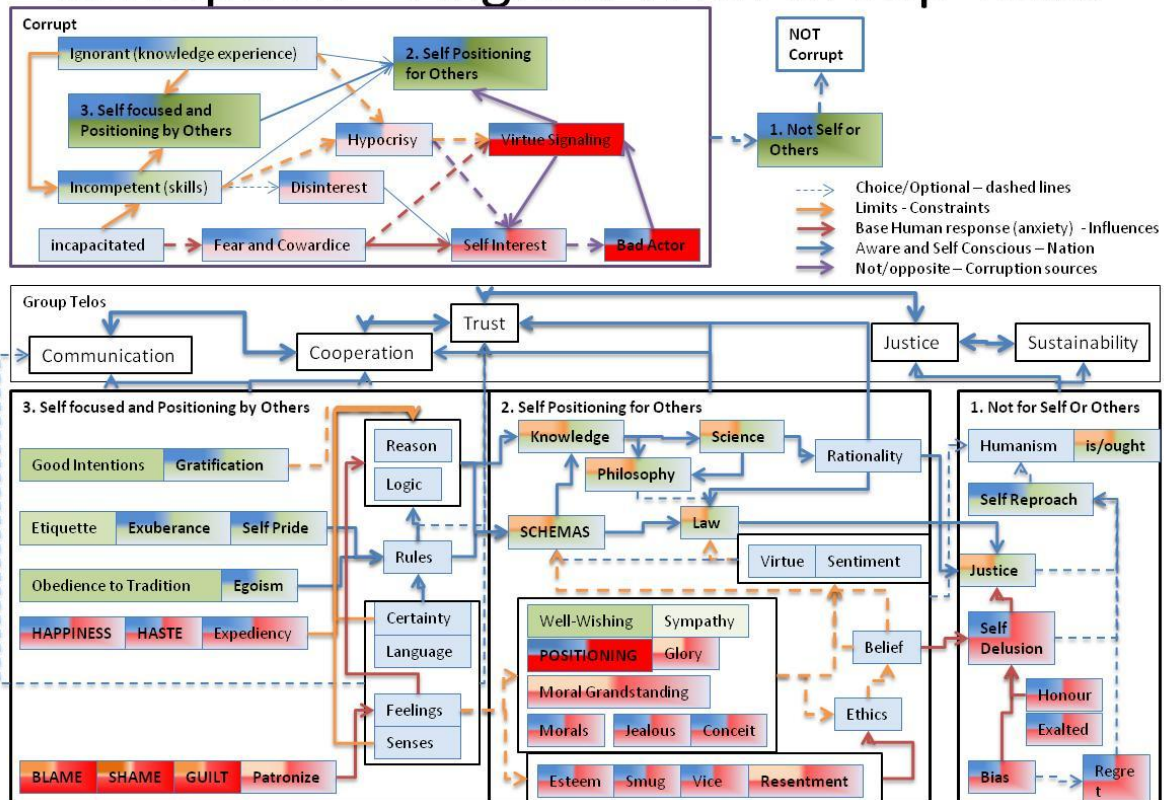 Corrupt
Ignorant (knowledge experience)
2. Self Positioning
for Others
NOT
Corrupt
3. Self focused and
Positioning by Others
1. Not Self or
Others
Hypocrisy
Virtue Signaling
Incompetent (skills)
Disinterest
incapacitated
Fear and Cowardice
Self Interest
Bad Actor
Choice/Optional – dashed lines
Limits - Constraints
Base Human response (anxiety) - Influences
Aware and Self Conscious – Nation
Not/opposite – Corruption sources
Group Telos
Communication
Cooperation
Trust
Justice
Sustainability
3. Self focused and Positioning by Others
Good Intentions
Gratification
Etiquette
Exuberance
Self Pride
Obedience to Tradition
Egoism
HAPPINESS
HASTE
Expediency
BLAME
SHAME
GUILT
Patronize
Reason
Logic
Rules
Certainty
Language
Feelings
Senses
2. Self Positioning for Others
Knowledge
Science
Philosophy
Rationality
SCHEMAS
Law
Virtue
Sentiment
Well-Wishing
Sympathy
POSITIONING
Glory
Moral Grandstanding
Morals
Jealous
Conceit
Belief
Ethics
Esteem
Smug
Vice
Resentment
1. Not for Self Or Others
Humanism
is/ought
Self Reproach
Justice
Self
Delusion
Honour
Exalted
Bias
Regre
t